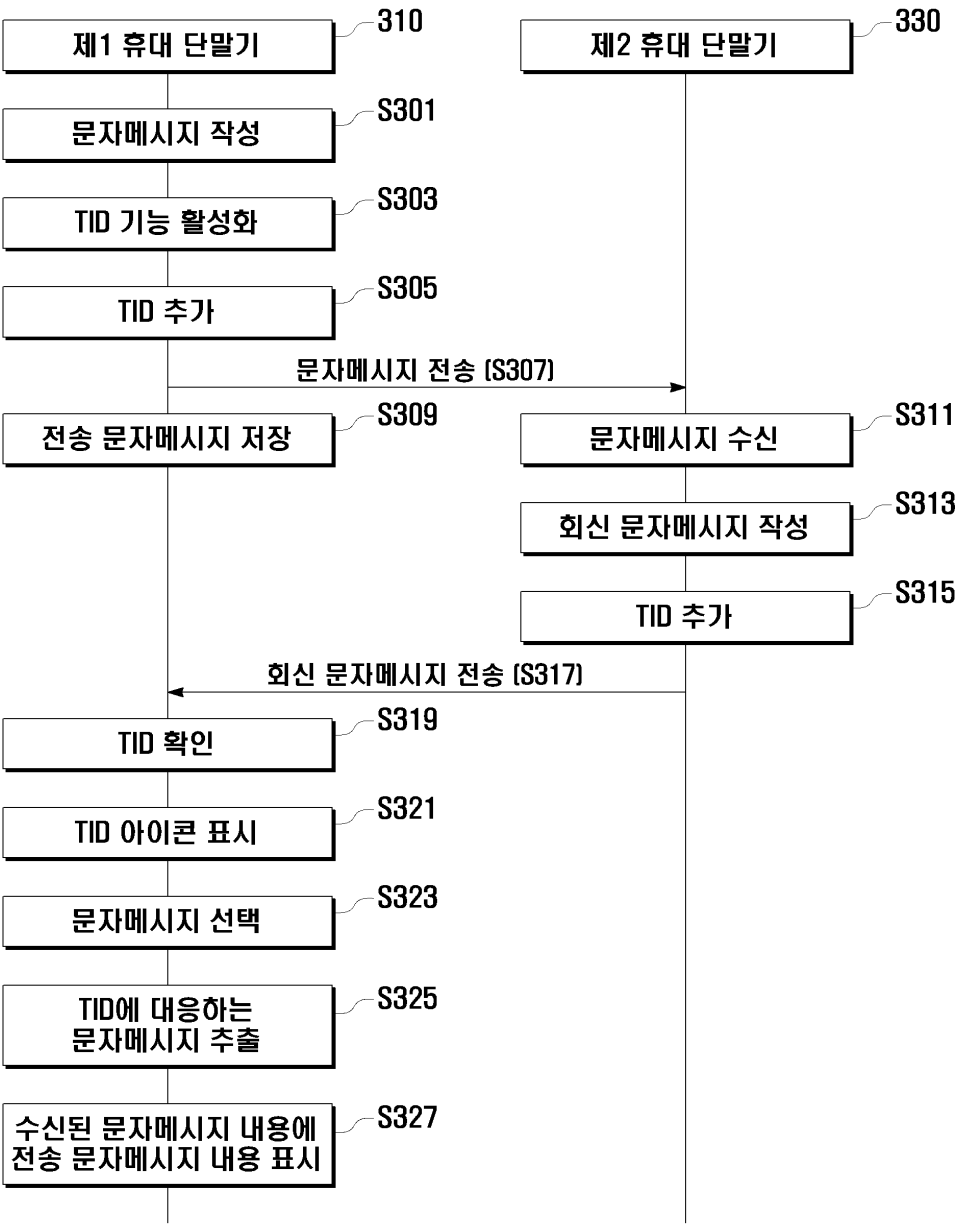 제1 휴대 단말기
310
제2 휴대 단말기
330
문자메시지 작성
S301
TID 기능 활성화
S303
TID 추가
S305
문자메시지 전송 (S307)
전송 문자메시지 저장
S309
문자메시지 수신
S311
회신 문자메시지 작성
S313
TID 추가
S315
회신 문자메시지 전송 (S317)
TID 확인
S319
TID 아이콘 표시
S321
문자메시지 선택
S323
TID에 대응하는
문자메시지 추출
S325
수신된 문자메시지 내용에
전송 문자메시지 내용 표시
S327